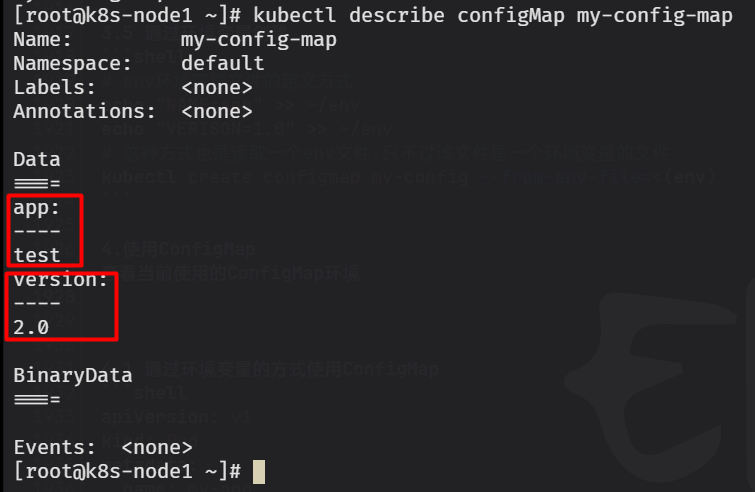 [root@k8s-node1 ~]# kubectl describe configMap my-config-map
Name:         my-config-map
Namespace:    default
Labels:       <none>
Annotations:  <none>
Data
====
app:
----
test
version:
----
2.0
BinaryData
====
Events:  <none>
[root@k8s-node1 ~]#